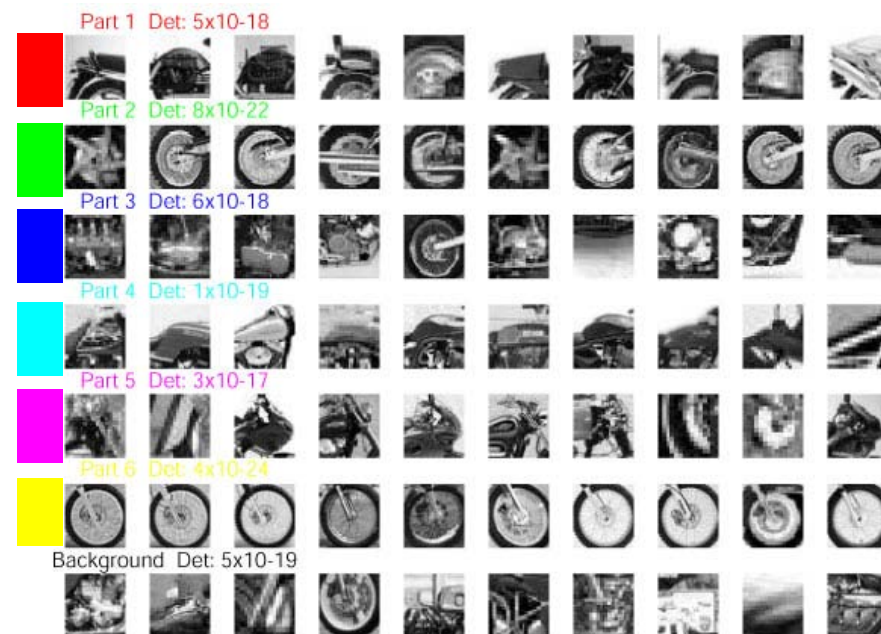 Part 1 Det: 5x10-18
Part 2 Det: 8x10-22
Part 3 Det: 6x10-18
Part 4 Det: 1x10-19
Part 5 Det: 3x10-17
Part 6 Det: 4x10-24
Background Det: 5x10-19